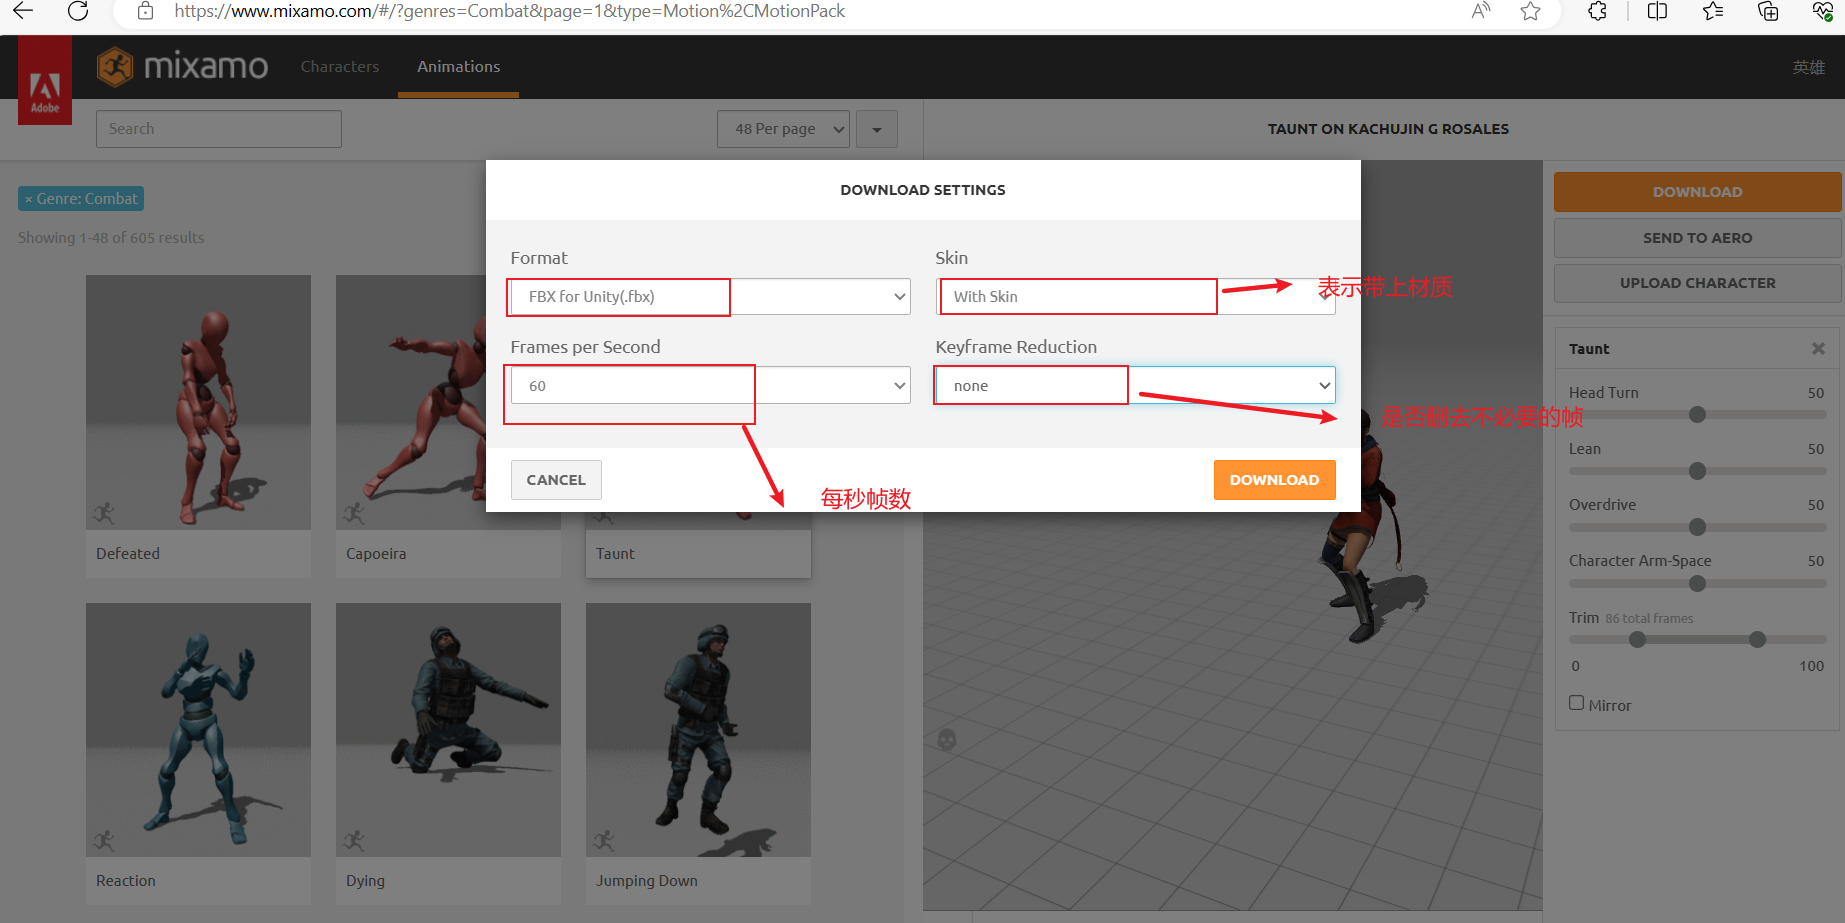 https://www.mixamo.com/#/?genres=Combat&page=1&type=Motion%2CMotionPack
Adobe
mixamo
Characters
Animations
英雄
Search
48 Per page
TAUNT ON KACHUJIN G ROSALES
× Genre: Combat
Showing 1-48 of 605 results
DOWNLOAD SETTINGS
Format
Skin
FBX for Unity(.fbx)
With Skin
表示带上材质
Frames per Second
Keyframe Reduction
60
none
是否删去不必要的帧
CANCEL
DOWNLOAD
每秒帧数
DOWNLOAD
SEND TO AERO
UPLOAD CHARACTER
Taunt
Head Turn 50
Lean 50
Overdrive 50
Character Arm-Space 50
Trim 86 total frames
0 100
Mirror
Defeated
Capoeira
Taunt
Reaction
Dying
Jumping Down